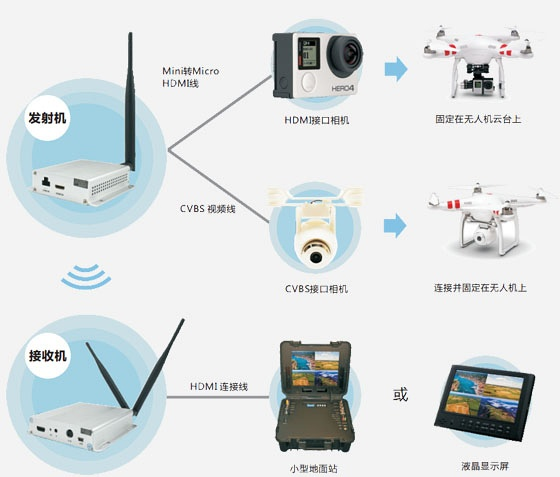 Mini转Micro
HDMI线
发射机
HERO4
HDMI接口相机
固定在无人机云台上
CVBS 视频线
CVBS接口相机
连接并固定在无人机上
接收机
HDMI 连接线
或
小型地面站
液晶显示屏